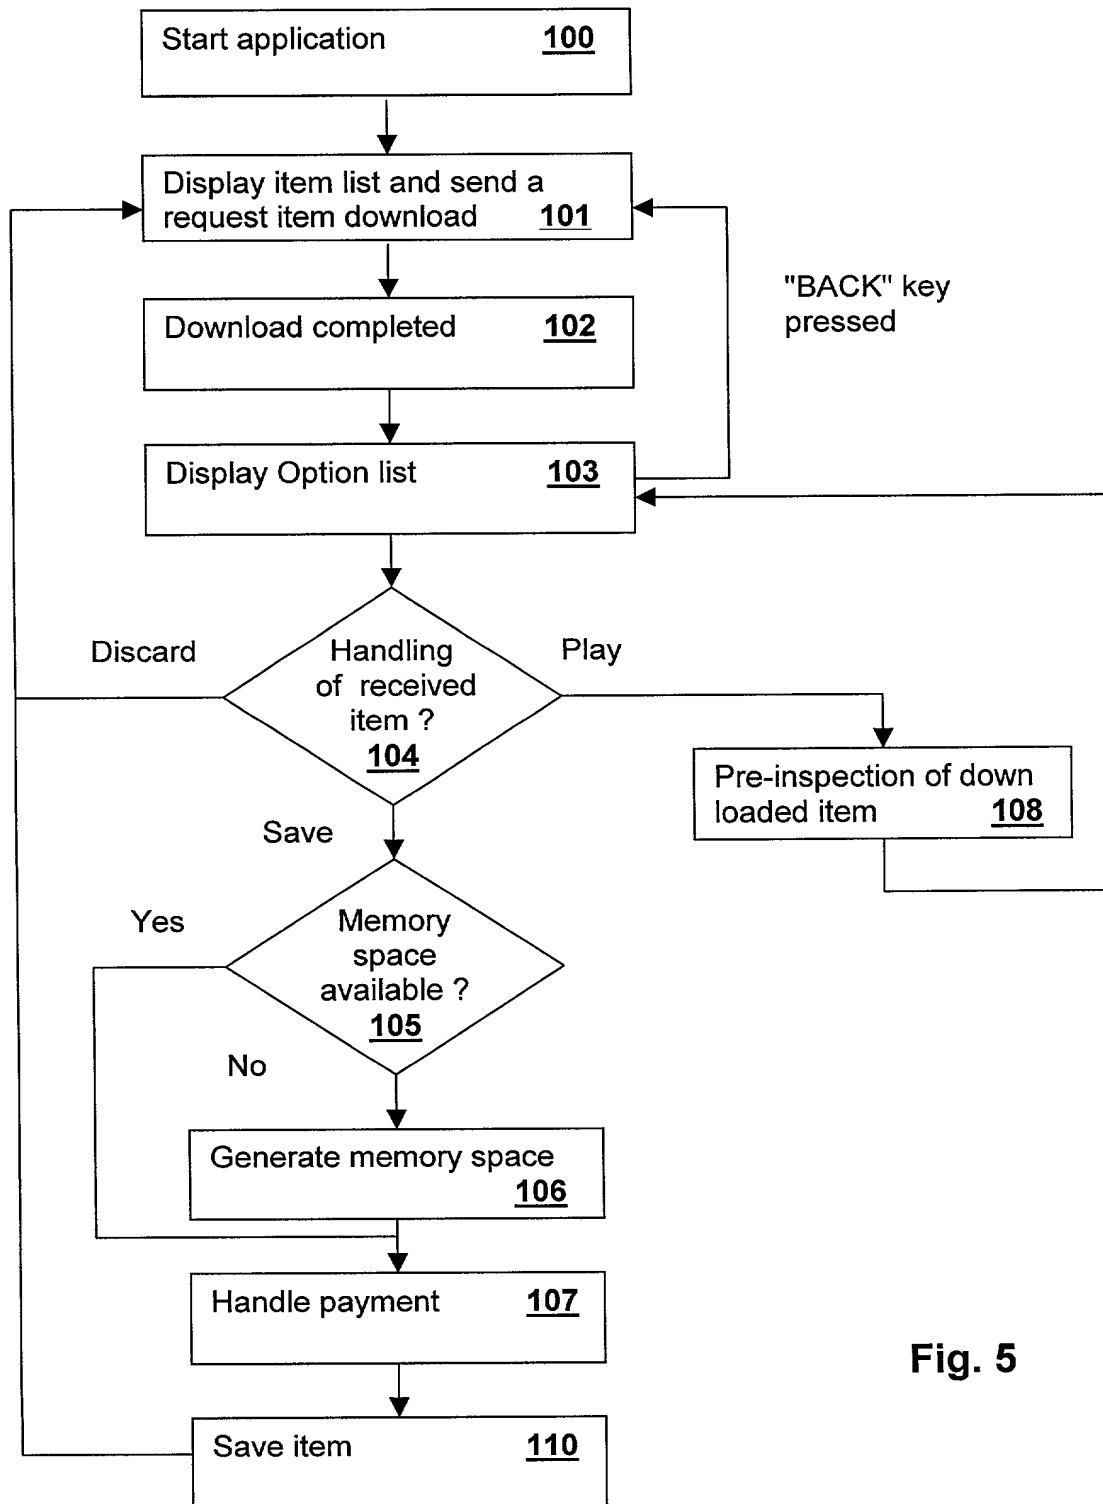 Start application 100
Display item list and send a
request item download 101
"BACK" key
pressed
Download completed 102
Display Option list 103
Discard
Handling
of received
item ?
104
Play
Pre-inspection of down
loaded item 108
Save
Yes
Memory
space
available ?
105
No
Generate memory space
106
Handle payment 107
Fig. 5
Save item 110